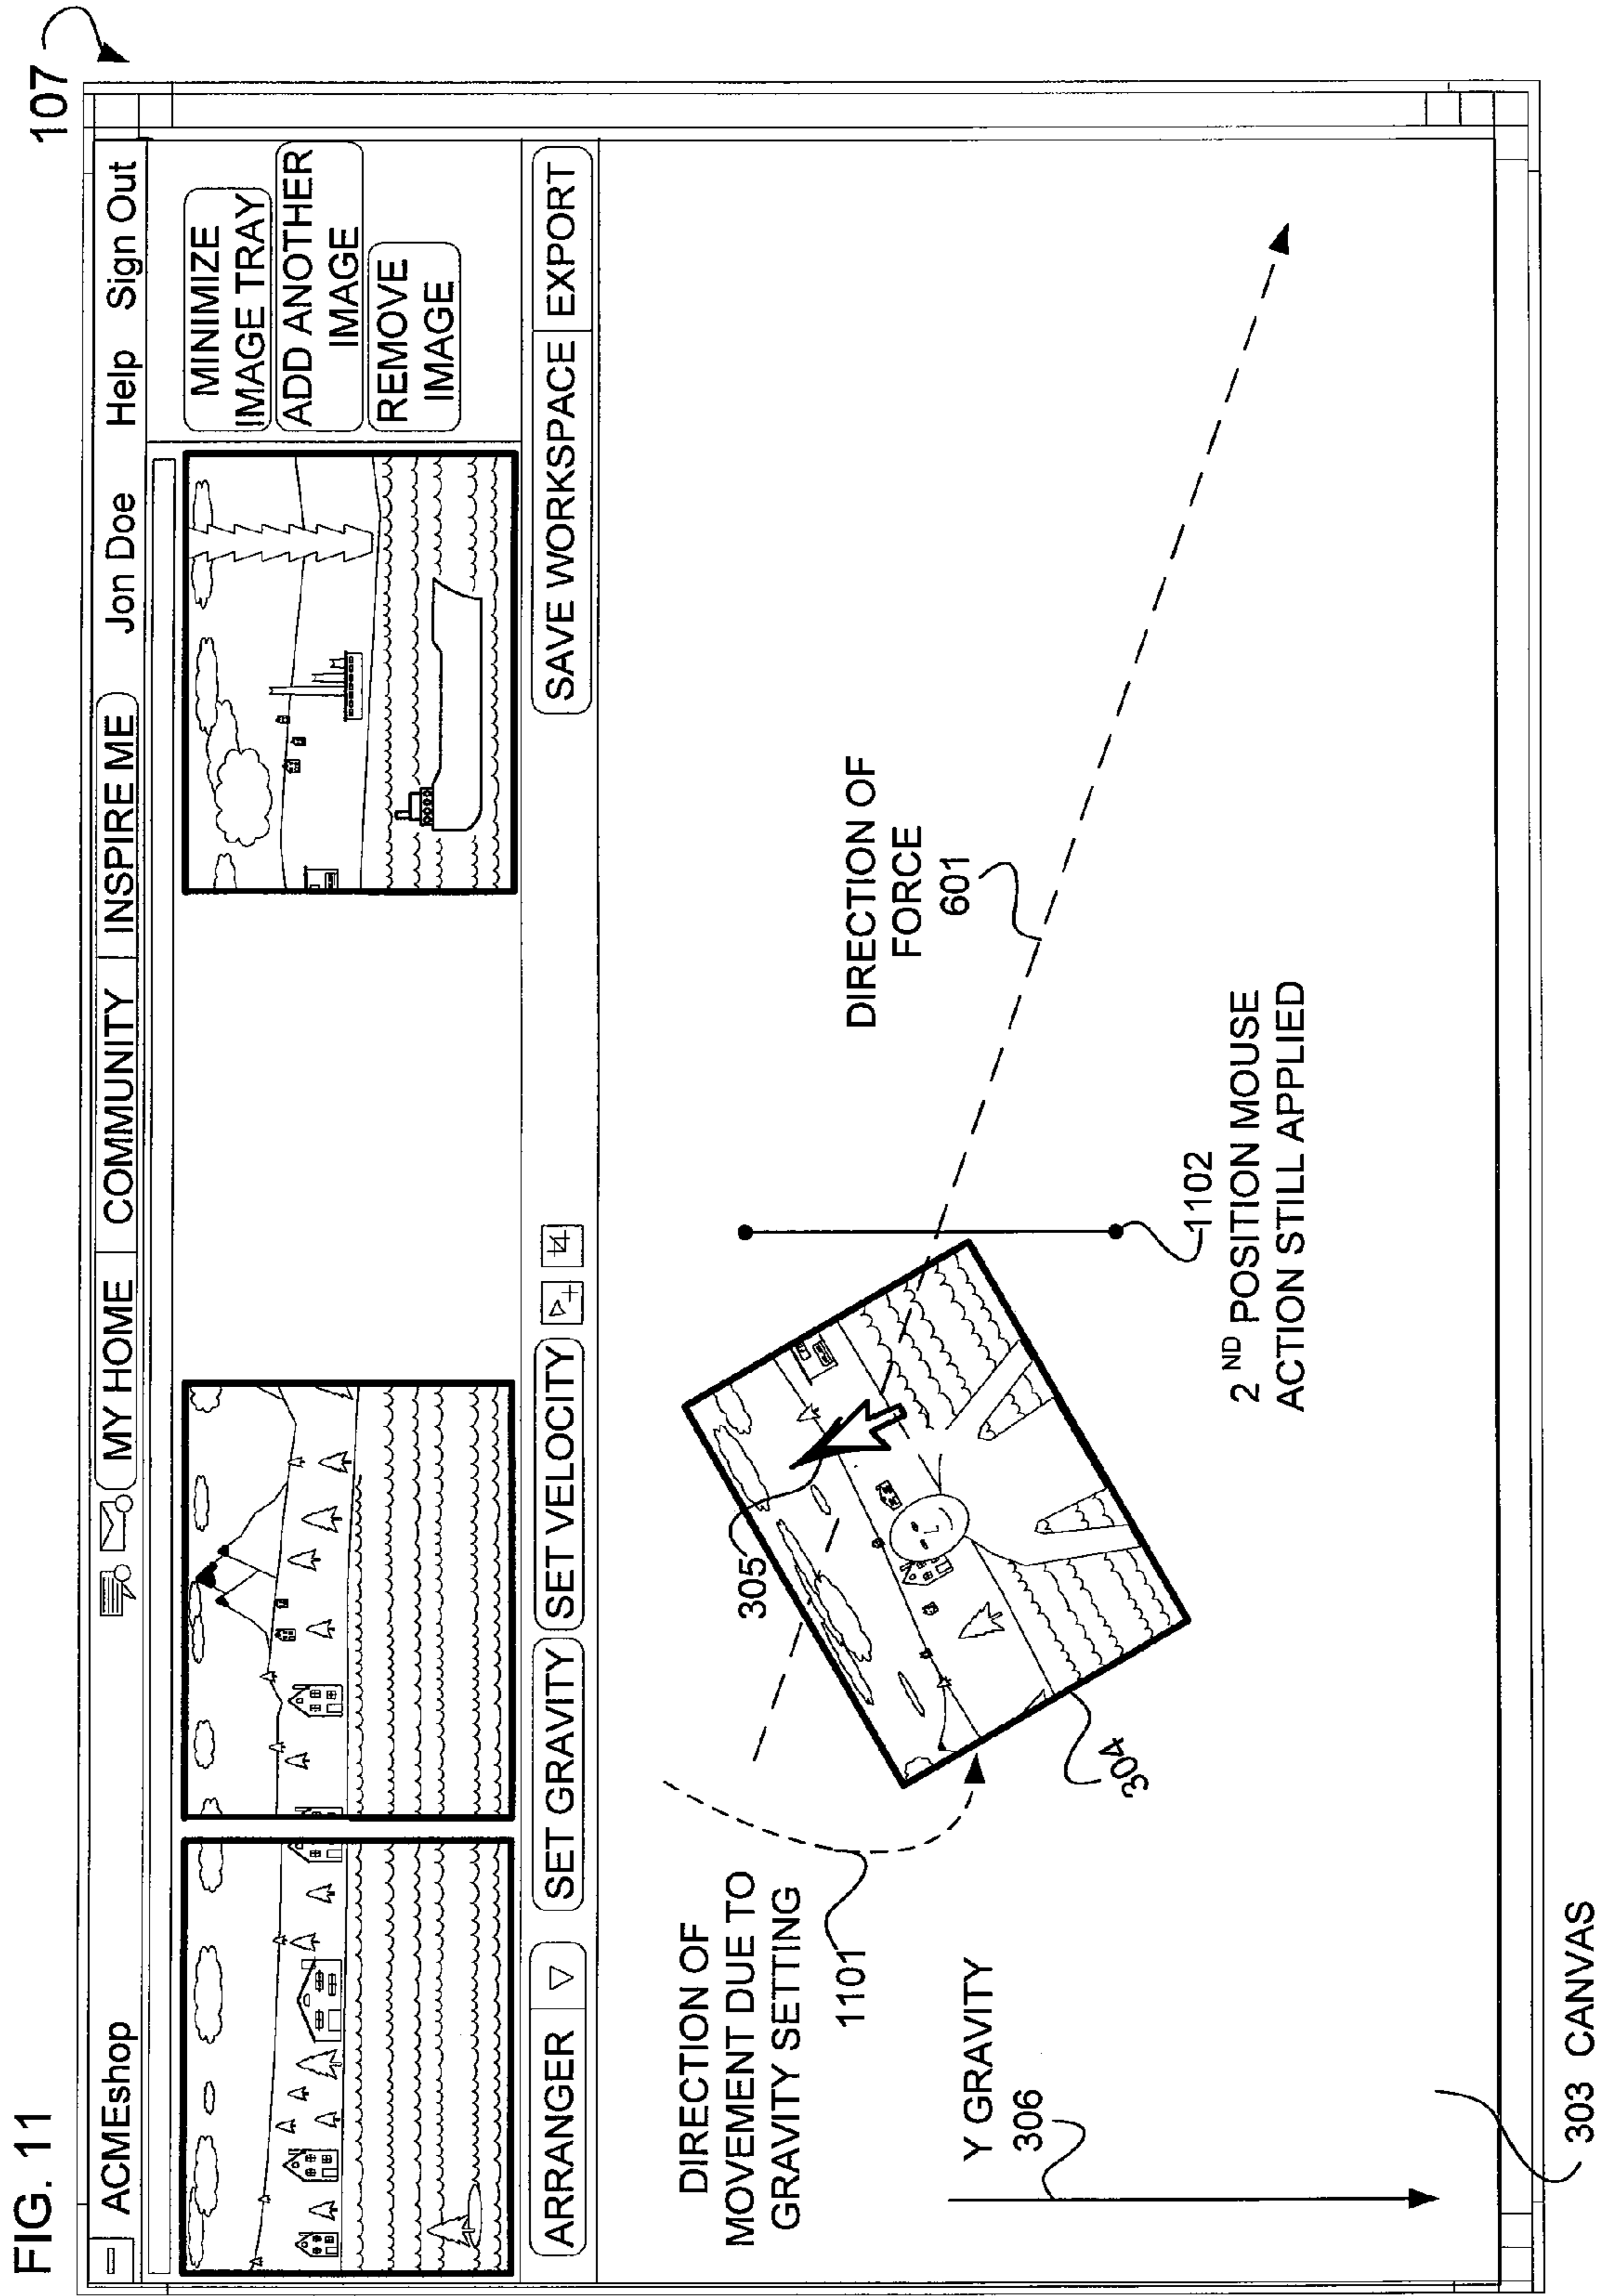 FIG. 11
107
ACMEshop
MY HOME
COMMUNITY
INSPIRE ME
Jon Doe
Help
Sign Out
MINIMIZE
IMAGE TRAY
ADD ANOTHER
IMAGE
REMOVE
IMAGE
ARRANGER
SET GRAVITY
SET VELOCITY
SAVE WORKSPACE
EXPORT
DIRECTION OF
MOVEMENT DUE TO
GRAVITY SETTING
1101
305
304
DIRECTION OF
FORCE
601
1102
2 ND POSITION MOUSE
ACTION STILL APPLIED
Y GRAVITY
306
303 CANVAS